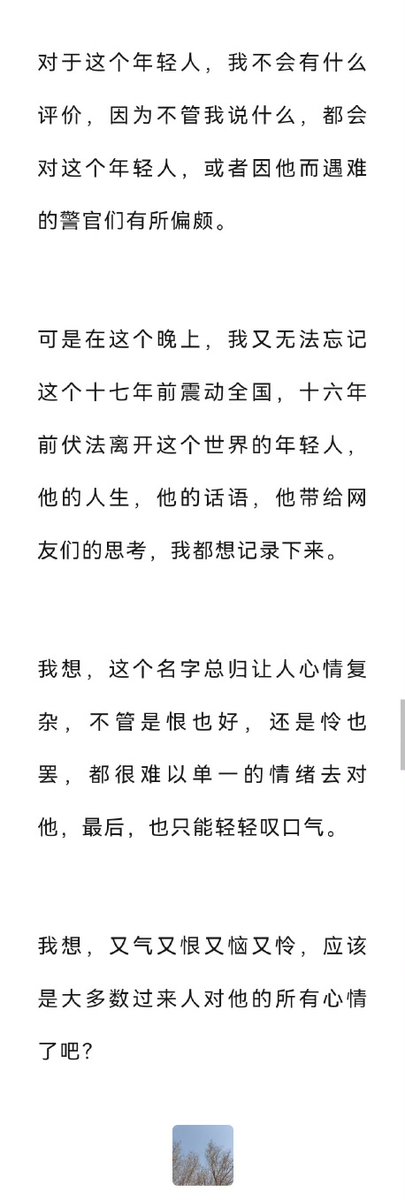 对于这个年轻人，我不会有什么
评价，因为不管我说什么，都会
对这个年轻人，或者因他而遇难
的警官们有所偏颇。
可是在这个晚上，我又无法忘记
这个十七年前震动全国，十六年
前伏法离开这个世界的年轻人，
他的人生，他的话语，他带给网
友们的思考，我都想记录下来。
我想，这个名字总归让人心情复
杂，不管是恨也好，还是怜也
罢，都很难以单一的情绪去对
他，最后，也只能轻轻叹口气。
我想，又气又恨又恼又怜，应该
是大多数过来人对他的所有心情
了吧？